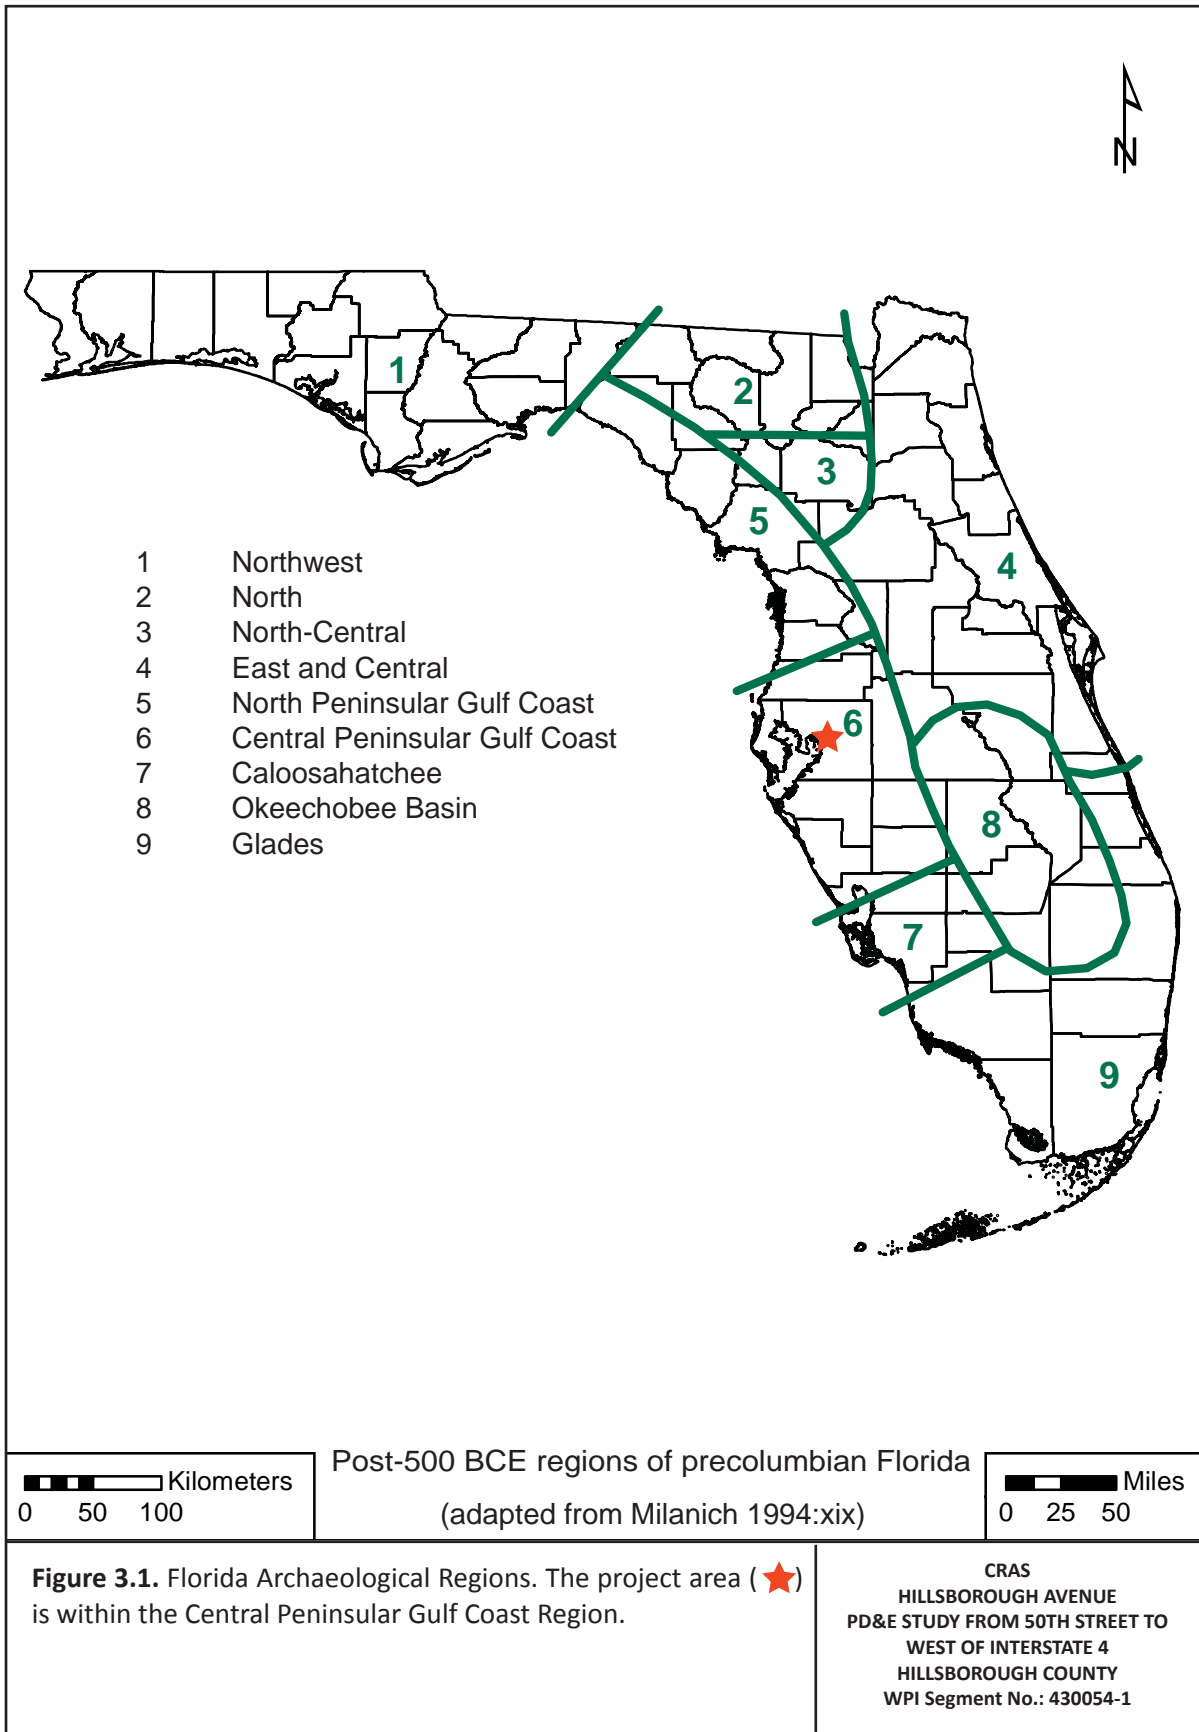 N
1
2
3
4
5
6
7
8
9
1 Northwest
2 North
3 North-Central
4 East and Central
5 North Peninsular Gulf Coast
6 Central Peninsular Gulf Coast
7 Caloosahatchee
8 Okeechobee Basin
9 Glades
Kilometers
0 50 100
Post-500 BCE regions of precolumbian Florida
(adapted from Milanich 1994:xix)
Miles
0 25 50
Figure 3.1. Florida Archaeological Regions. The project area ( )
is within the Central Peninsular Gulf Coast Region.
CRAS
HILLSBOROUGH AVENUE
PD&E STUDY FROM 50TH STREET TO
WEST OF INTERSTATE 4
HILLSBOROUGH COUNTY
WPI Segment No.: 430054-1